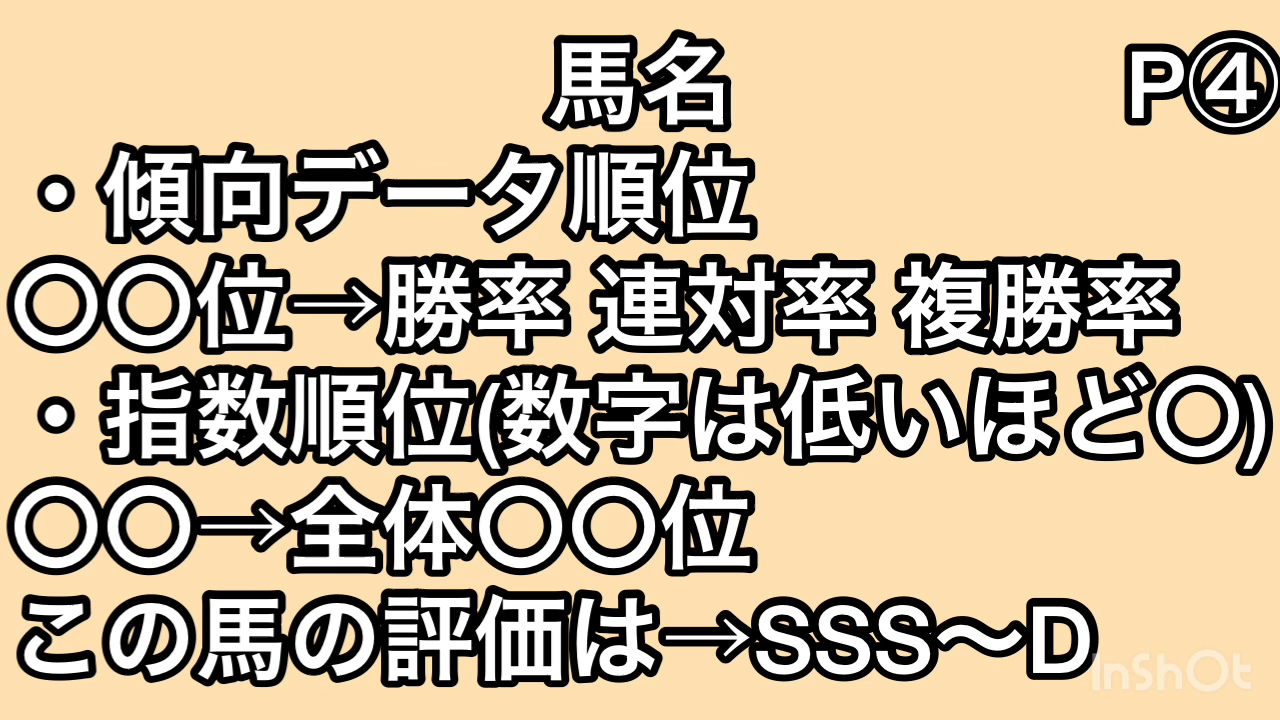 馬名 P④
・傾向データ順位
〇〇位→勝率 連対率 複勝率
・指数順位(数字は低いほど〇)
〇〇→全体〇〇位
この馬の評価は→SSS〜D
InShOt